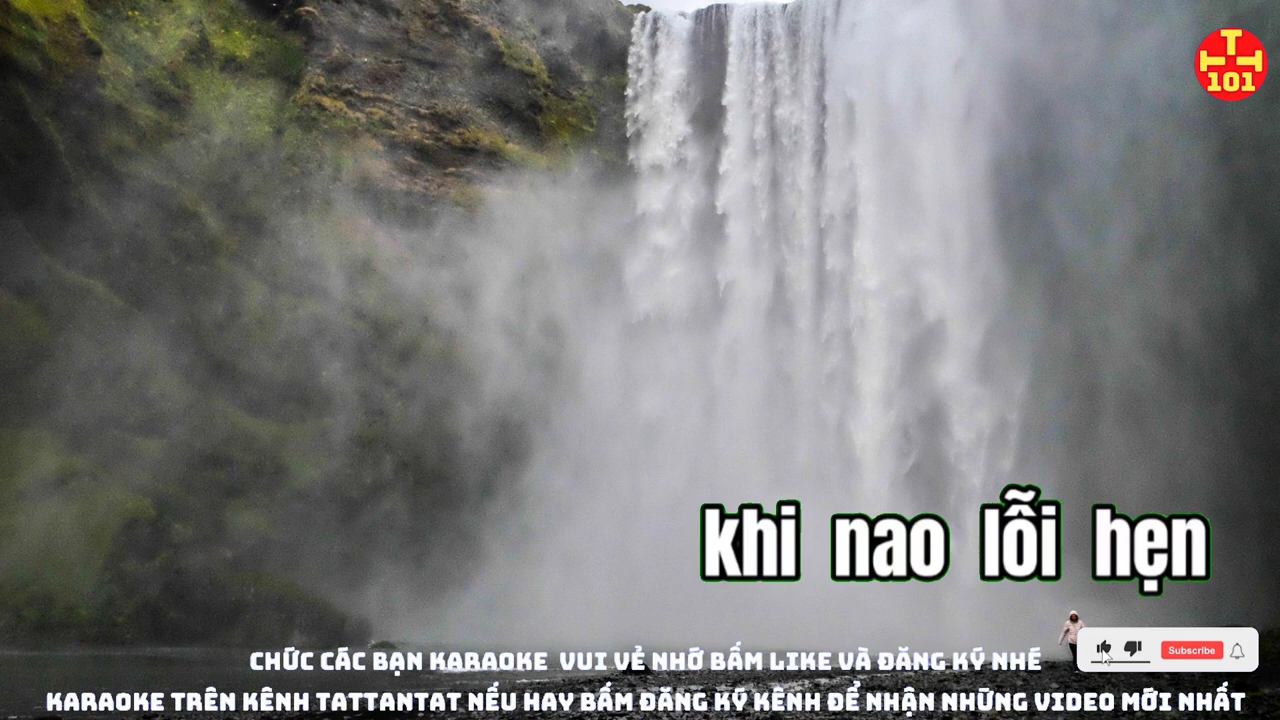 T
T T
101
khi nao lỗi hẹn
CHỨC CÁC BẠN KARAOKE VUI VẺ NHỚ BẤM LIKE VÀ ĐĂNG KÝ NHÉ
Subscribe
KARAOKE TRÊN KÊNH TATTANTAT NẾU HAY BẤM ĐĂNG KÝ KÊNH ĐỂ NHẬN NHỮNG VIDEO MỚI NHẤT